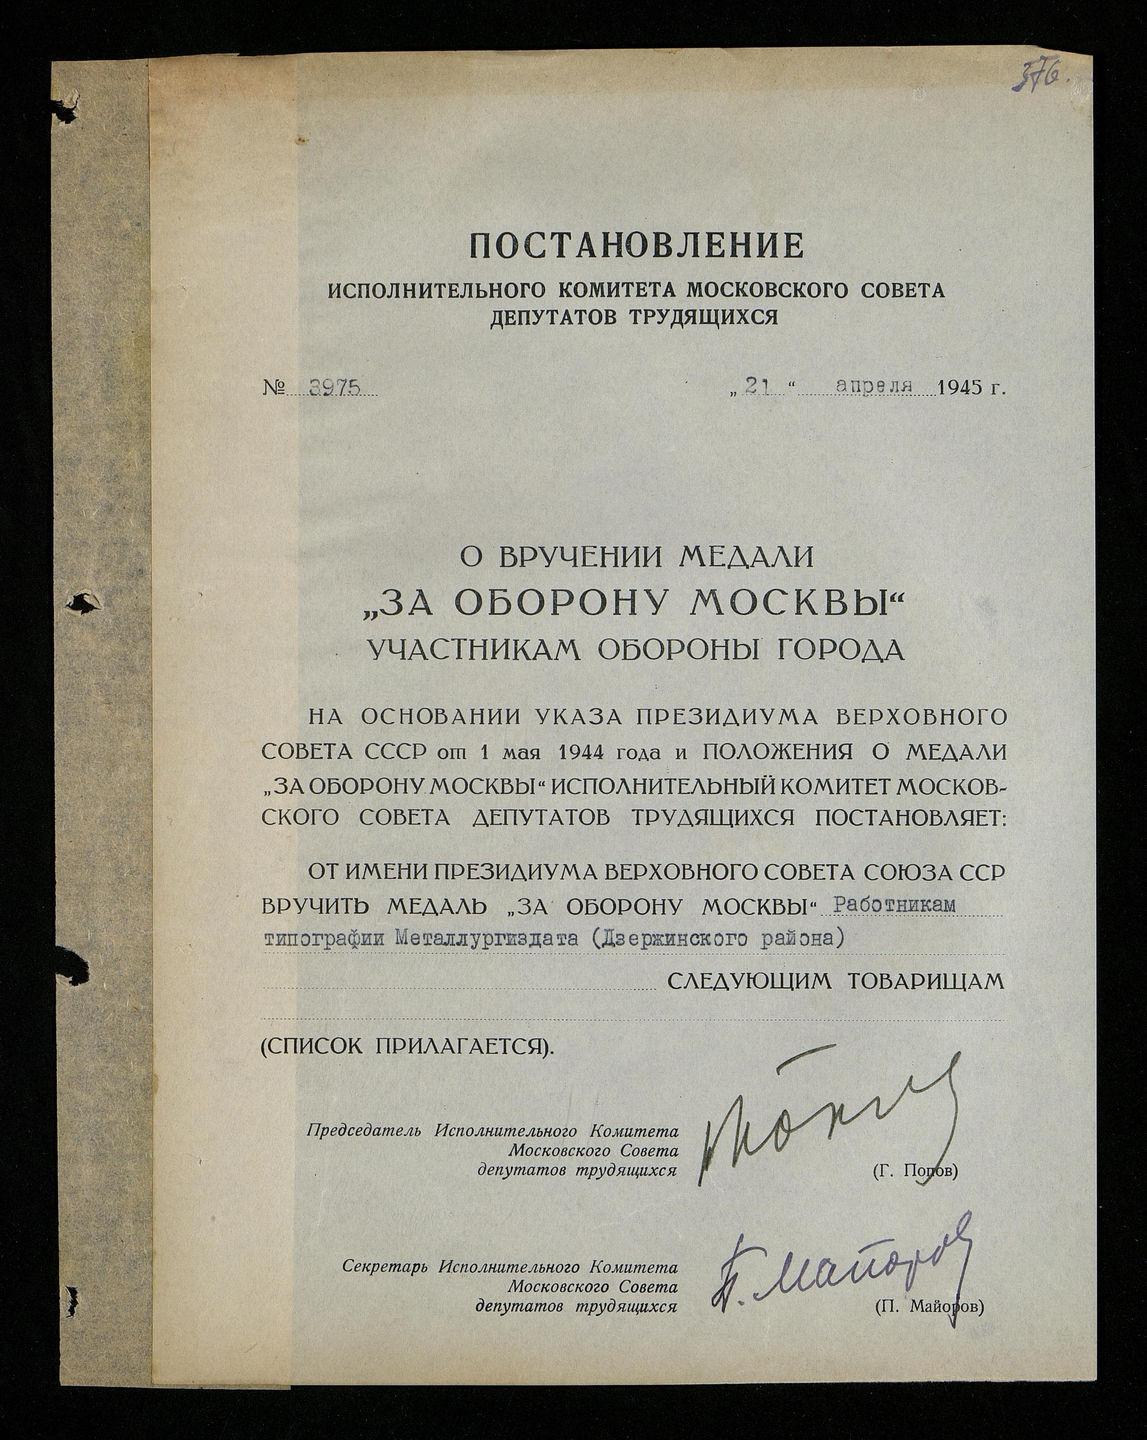 376.
ПОСТАНОВЛЕНИЕ
ИСПОЛНИТЕЛЬНОГО КОМИТЕТА МОСКОВСКОГО СОВЕТА
ДЕПУТАТОВ ТРУДЯЩИХСЯ
№ 3975 „21“ апреля 1945 г.
О ВРУЧЕНИИ МЕДАЛИ
„ЗА ОБОРОНУ МОСКВЫ“
УЧАСТНИКАМ ОБОРОНЫ ГОРОДА
НА ОСНОВАНИИ УКАЗА ПРЕЗИДИУМА ВЕРХОВНОГО
СОВЕТА СССР от 1 мая 1944 года и ПОЛОЖЕНИЯ О МЕДАЛИ
„ЗА ОБОРОНУ МОСКВЫ“ ИСПОЛНИТЕЛЬНЫЙ КОМИТЕТ МОСКОВ-
СКОГО СОВЕТА ДЕПУТАТОВ ТРУДЯЩИХСЯ ПОСТАНОВЛЯЕТ:
ОТ ИМЕНИ ПРЕЗИДИУМА ВЕРХОВНОГО СОВЕТА СОЮЗА ССР
ВРУЧИТЬ МЕДАЛЬ „ЗА ОБОРОНУ МОСКВЫ“ Работникам
типографии Металлургиздата (Дзержинского района)
СЛЕДУЮЩИМ ТОВАРИЩАМ
(СПИСОК ПРИЛАГАЕТСЯ).
Председатель Исполнительного Комитета
Московского Совета
депутатов трудящихся (Г. Попов)
Секретарь Исполнительного Комитета
П. Майоров
Московского Совета
депутатов трудящихся (П. Майоров)